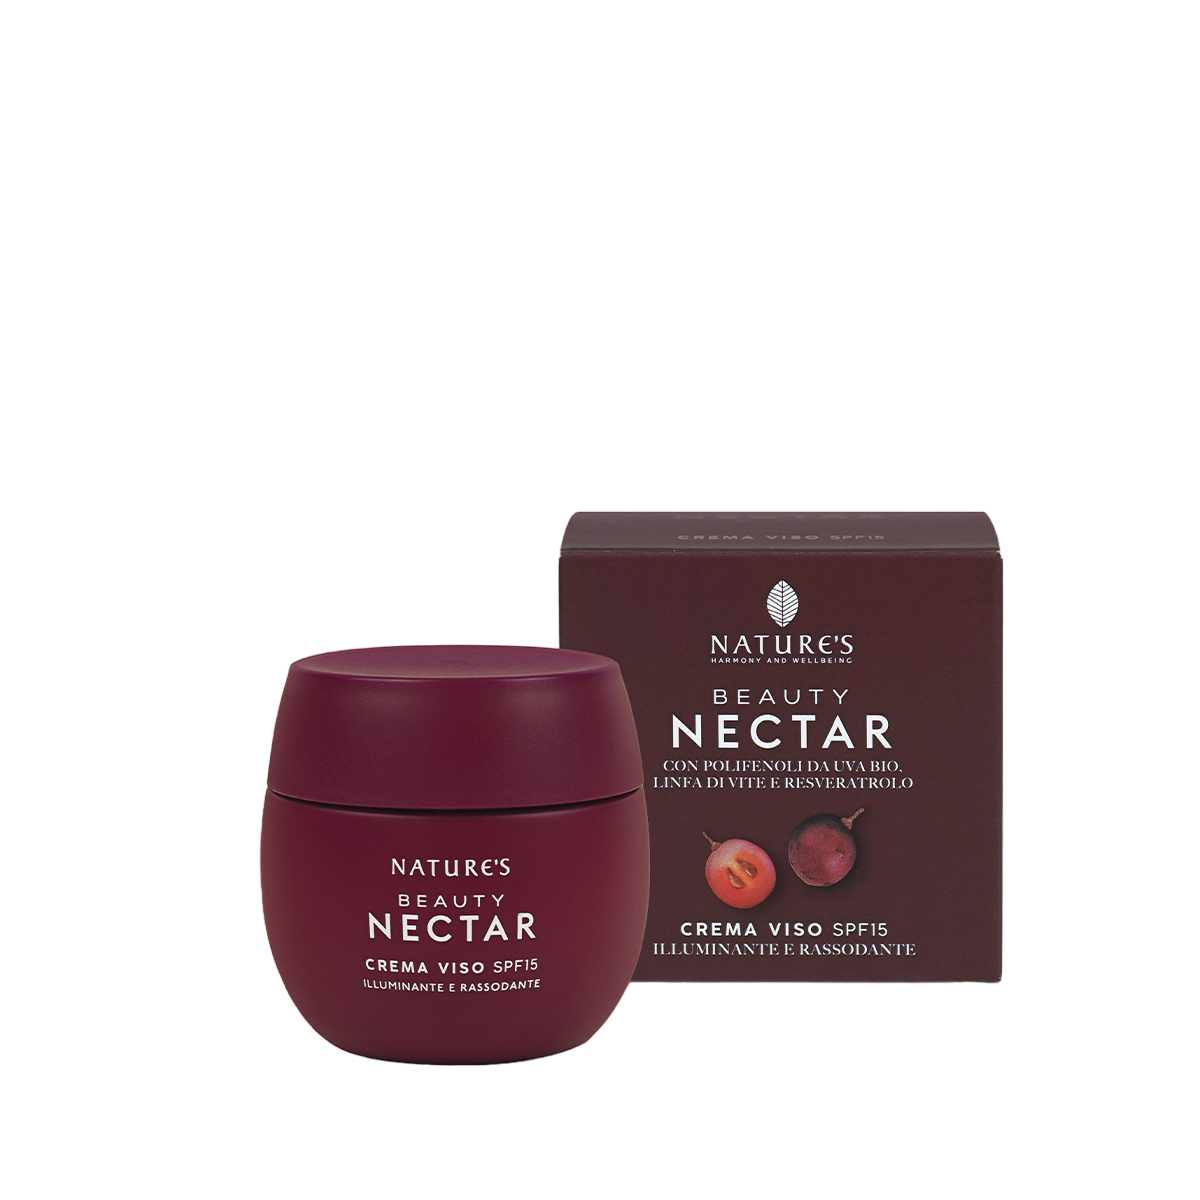 NECTAR
CREMA VISO SPF15
NATURE'S
HARMONY AND WELLBEING
BEAUTY
NECTAR
CON POLIFENOLI DA UVA BIO,
LINFA DI VITE E RESVERATROLO
CREMA VISO SPF15
ILLUMINANTE E RASSODANTE
NATURE'S
BEAUTY
NECTAR
CREMA VISO SPF15
ILLUMINANTE E RASSODANTE